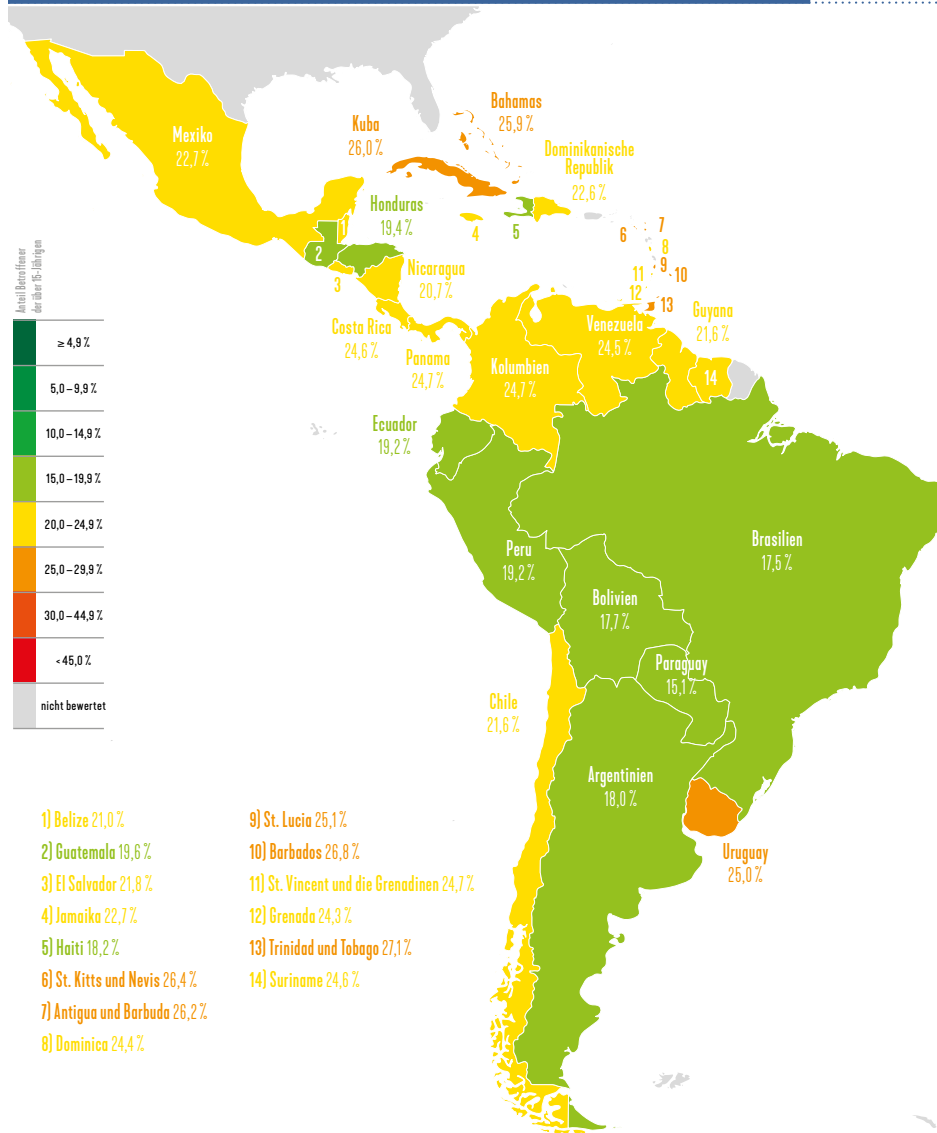 Bahamas
25,9 %
Kuba
26,0 %
Mexiko
22,7 %
Dominikanische
Republik
22,6 %
Honduras
19,4 %
1
2
3
4
5
6
7
8
9
10
11
12
13
Nicaragua
20,7 %
Costa Rica
24,6 %
Panama
24,7 %
Venezuela
24,5 %
Guyana
21,6 %
Kolumbien
24,7 %
14
Ecuador
19,2 %
Peru
19,2 %
Brasilien
17,5 %
Bolivien
17,7 %
Paraguay
15,1 %
Chile
21,6 %
Argentinien
18,0 %
Uruguay
25,0 %
Anteil Betroffener
der über 15-Jährigen
≥ 4,9 %
5,0 – 9,9 %
10,0 – 14,9 %
15,0 – 19,9 %
20,0 – 24,9 %
25,0 – 29,9 %
30,0 – 44,9 %
< 45,0 %
nicht bewertet
1) Belize 21,0 %
2) Guatemala 19,6 %
3) El Salvador 21,8 %
4) Jamaika 22,7 %
5) Haiti 18,2 %
6) St. Kitts und Nevis 26,4 %
7) Antigua und Barbuda 26,2 %
8) Dominica 24,4 %
9) St. Lucia 25,1 %
10) Barbados 26,8 %
11) St. Vincent und die Grenadinen 24,7 %
12) Grenada 24,3 %
13) Trinidad und Tobago 27,1 %
14) Suriname 24,6 %